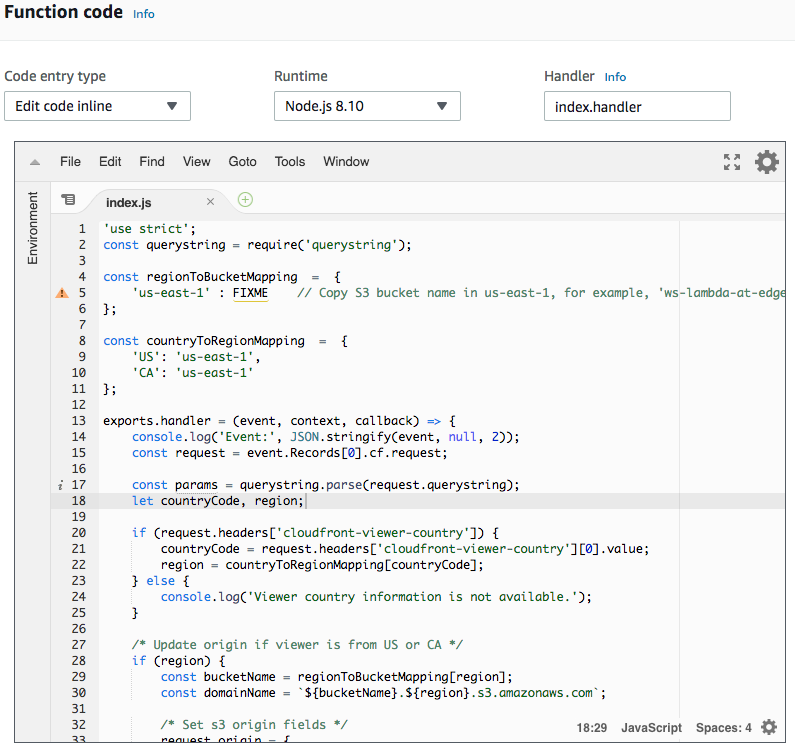 Function code Info
Code entry type Runtime Handler Info
Edit code inline Node.js 8.10 index.handler
File Edit Find View Goto Tools Window
Environment
index.js
1 'use strict';
2 const querystring = require('querystring');
3
4 const regionToBucketMapping = {
5 'us-east-1' : FIXME // Copy S3 bucket name in us-east-1, for example, 'ws-lambda-at-edge
6 };
7
8 const countryToRegionMapping = {
9 'US': 'us-east-1',
10 'CA': 'us-east-1'
11 };
12
13 exports.handler = (event, context, callback) => {
14 console.log('Event:', JSON.stringify(event, null, 2));
15 const request = event.Records[0].cf.request;
16
17 const params = querystring.parse(request.querystring);
18 let countryCode, region;
19
20 if (request.headers['cloudfront-viewer-country']) {
21 countryCode = request.headers['cloudfront-viewer-country'][0].value;
22 region = countryToRegionMapping[countryCode];
23 } else {
24 console.log('Viewer country information is not available.');
25 }
26
27 /* Update origin if viewer is from US or CA */
28 if (region) {
29 const bucketName = regionToBucketMapping[region];
30 const domainName = `${bucketName}.${region}.s3.amazonaws.com`;
31
32 /* Set s3 origin fields */
33 request.origin = {
18:29 JavaScript Spaces: 4